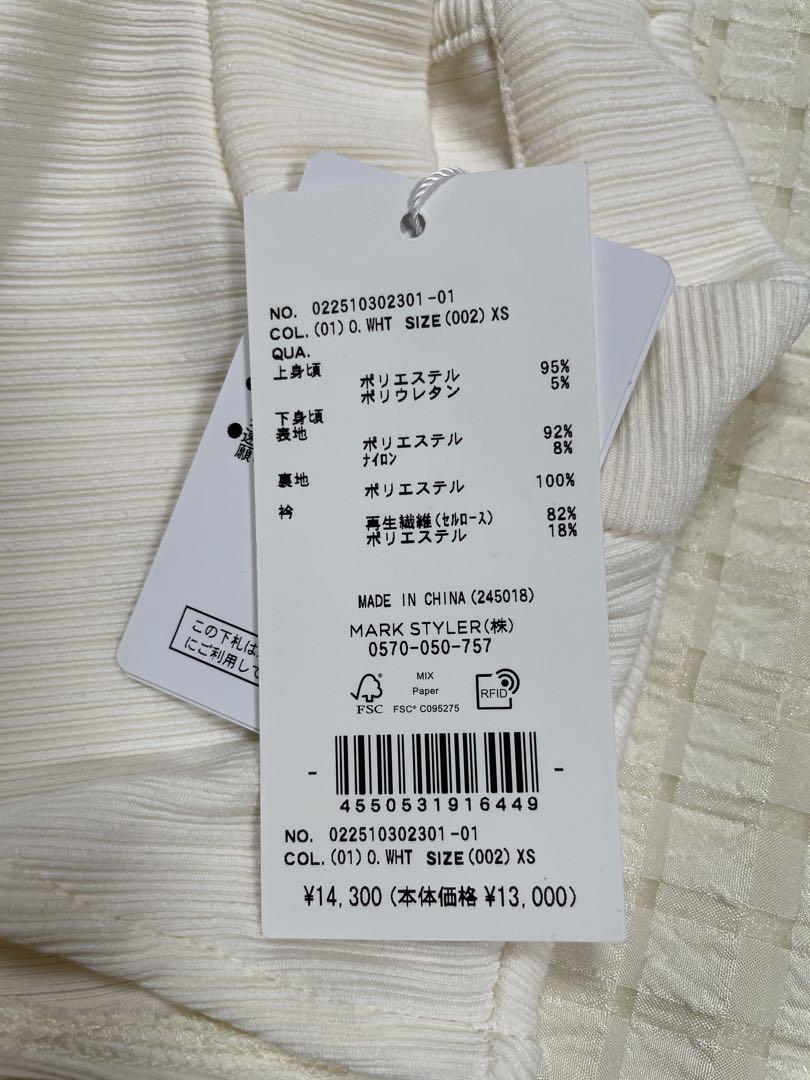 NO. 022510302301-01
COL.(01)O.WHT SIZE(002)XS
QUA.
上身頃
ポリエステル 95%
ポリウレタン 5%
下身頃
表地
ポリエステル 92%
ﾅｲﾛﾝ 8%
裏地
ポリエステル 100%
衿
再生繊維(ｾﾙﾛｰｽ) 82%
ポリエステル 18%
MADE IN CHINA(245018)
MARK STYLER(株)
0570-050-757
FSC
MIX
Paper
FSC® C095275
RFID
4550531916449
NO. 022510302301-01
COL.(01)O.WHT SIZE(002)XS
¥14,300(本体価格 ¥13,000)
願
この下札は
にご利用して